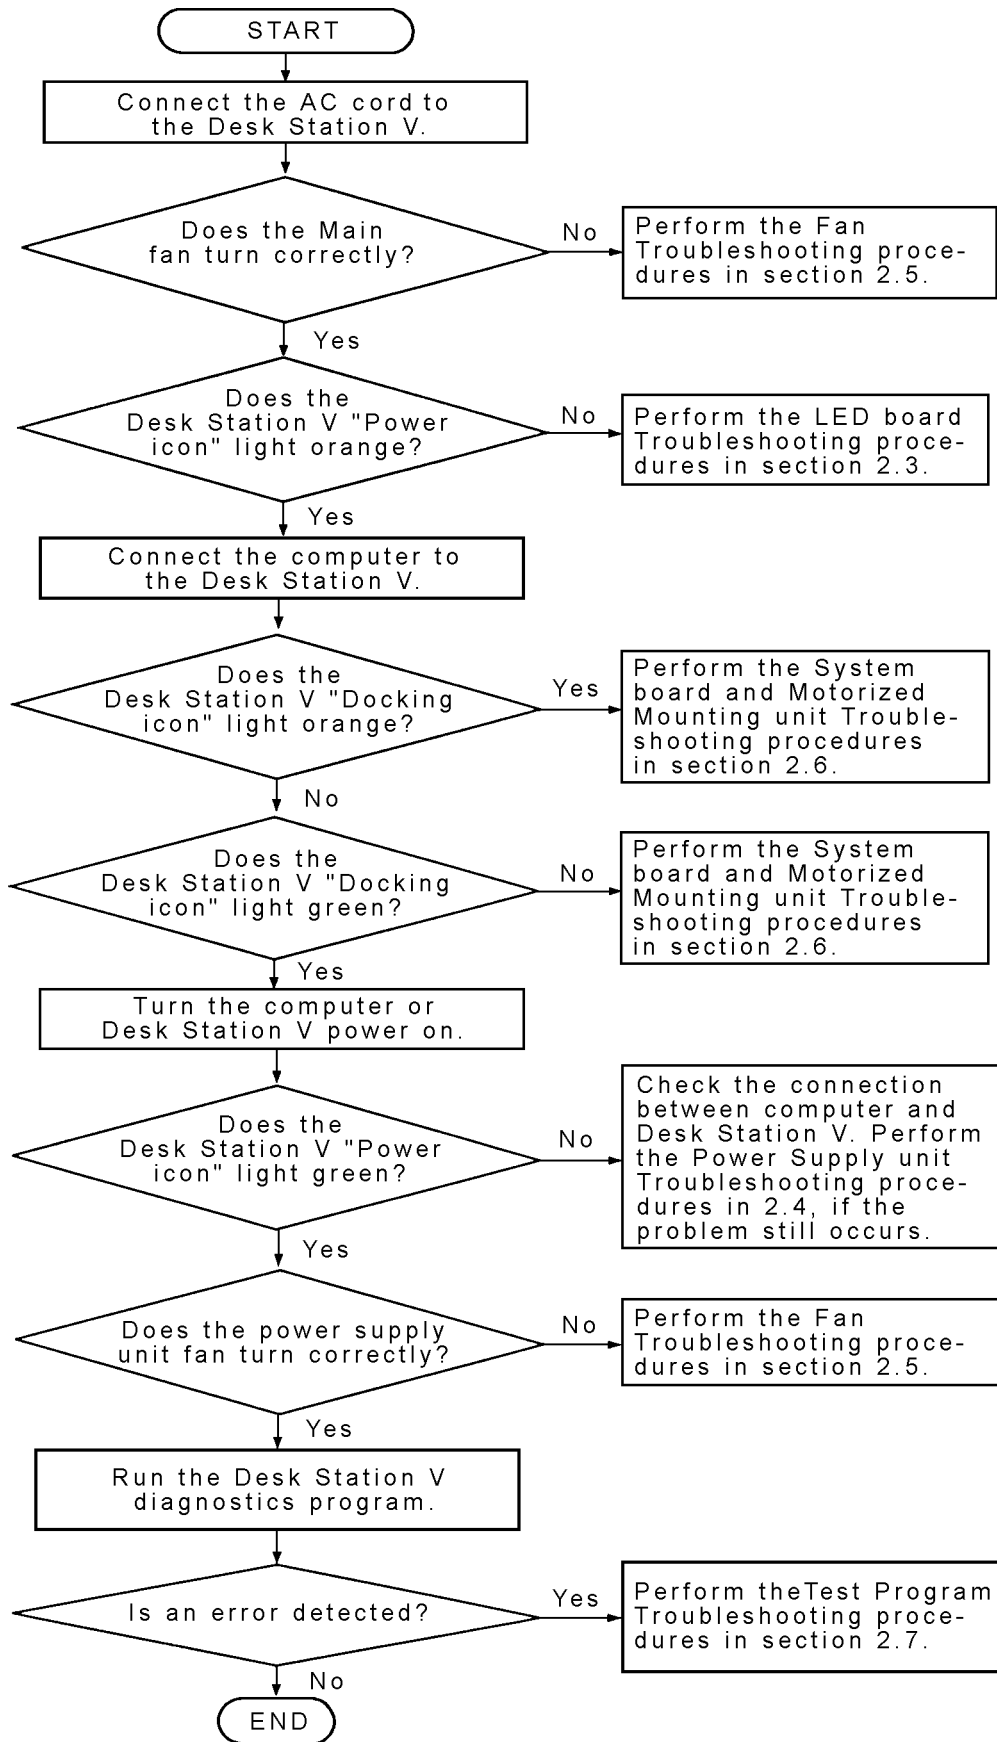 START
Connect the AC cord to
the Desk Station V.
Does the Main
fan turn correctly?
No
Perform the Fan
Troubleshooting proce-
dures in section 2.5.
Yes
Does the
Desk Station V "Power
icon" light orange?
No
Perform the LED board
Troubleshooting proce-
dures in section 2.3.
Yes
Connect the computer to
the Desk Station V.
Does the
Desk Station V "Docking
icon" light orange?
Yes
Perform the System
board and Motorized
Mounting unit Trouble-
shooting procedures
in section 2.6.
No
Does the
Desk Station V "Docking
icon" light green?
No
Perform the System
board and Motorized
Mounting unit Trouble-
shooting procedures
in section 2.6.
Yes
Turn the computer or
Desk Station V power on.
Does the
Desk Station V "Power
icon" light green?
No
Check the connection
between computer and
Desk Station V. Perform
the Power Supply unit
Troubleshooting proce-
dures in 2.4, if the
problem still occurs.
Yes
Does the power supply
unit fan turn correctly?
No
Perform the Fan
Troubleshooting proce-
dures in section 2.5.
Yes
Run the Desk Station V
diagnostics program.
Is an error detected?
Yes
Perform theTest Program
Troubleshooting proce-
dures in section 2.7.
No
END